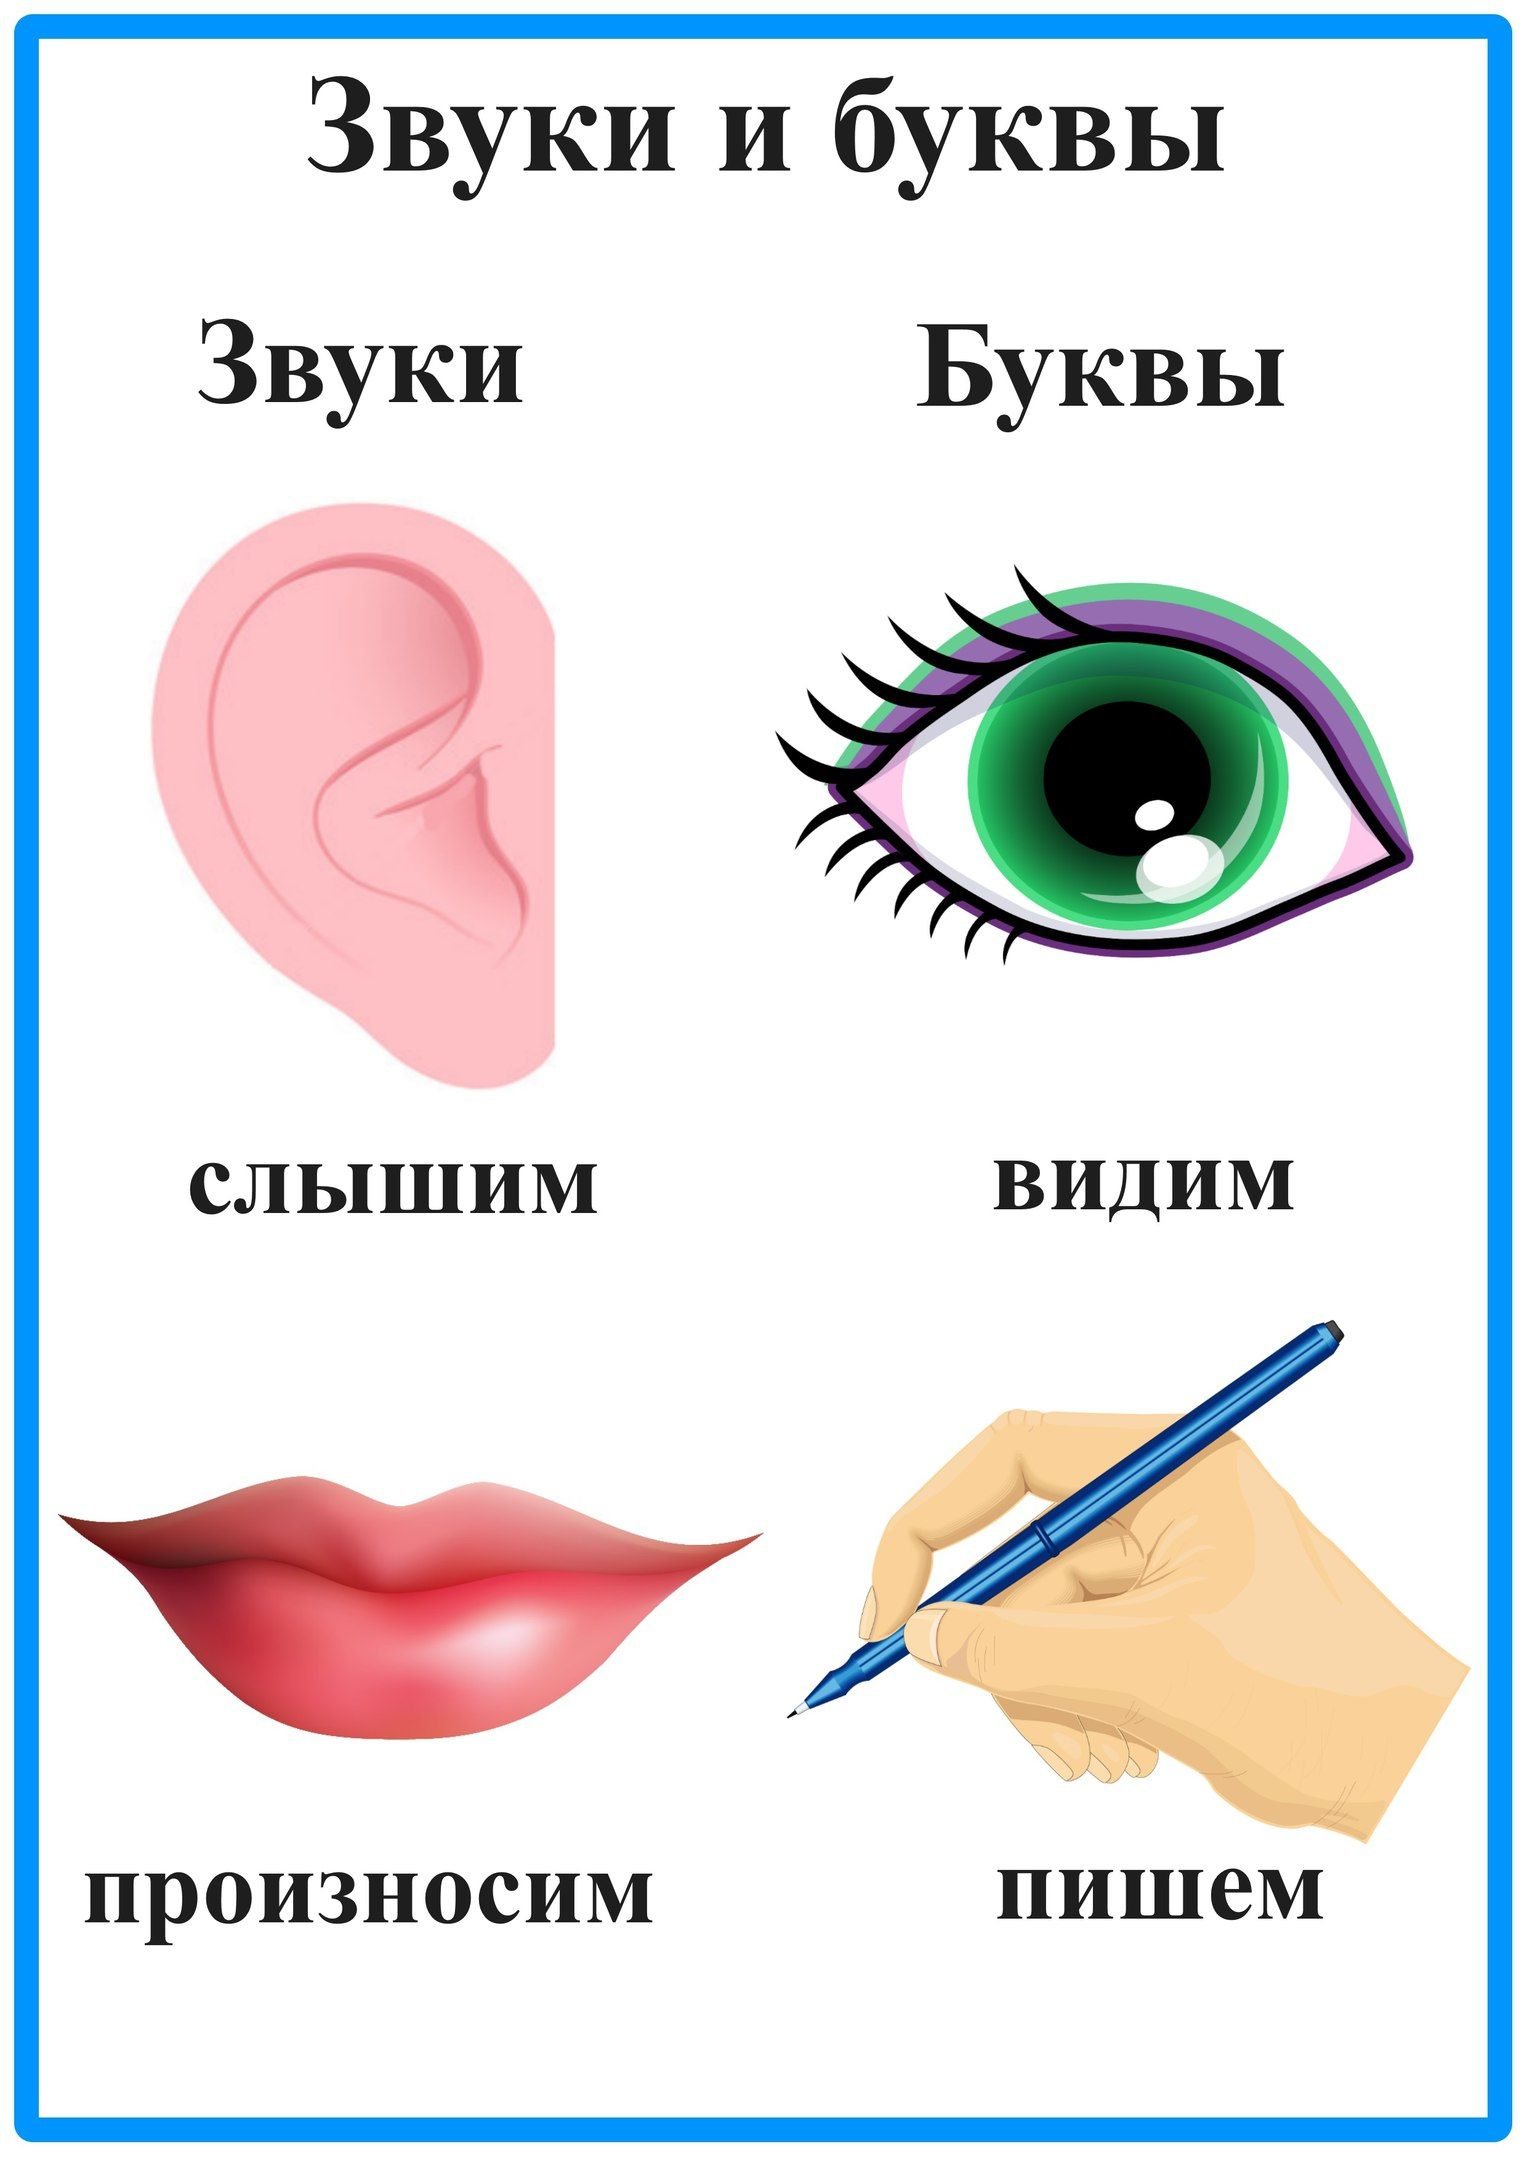 Звуки и буквы
Звуки
Буквы
слышим
видим
произносим
пишем